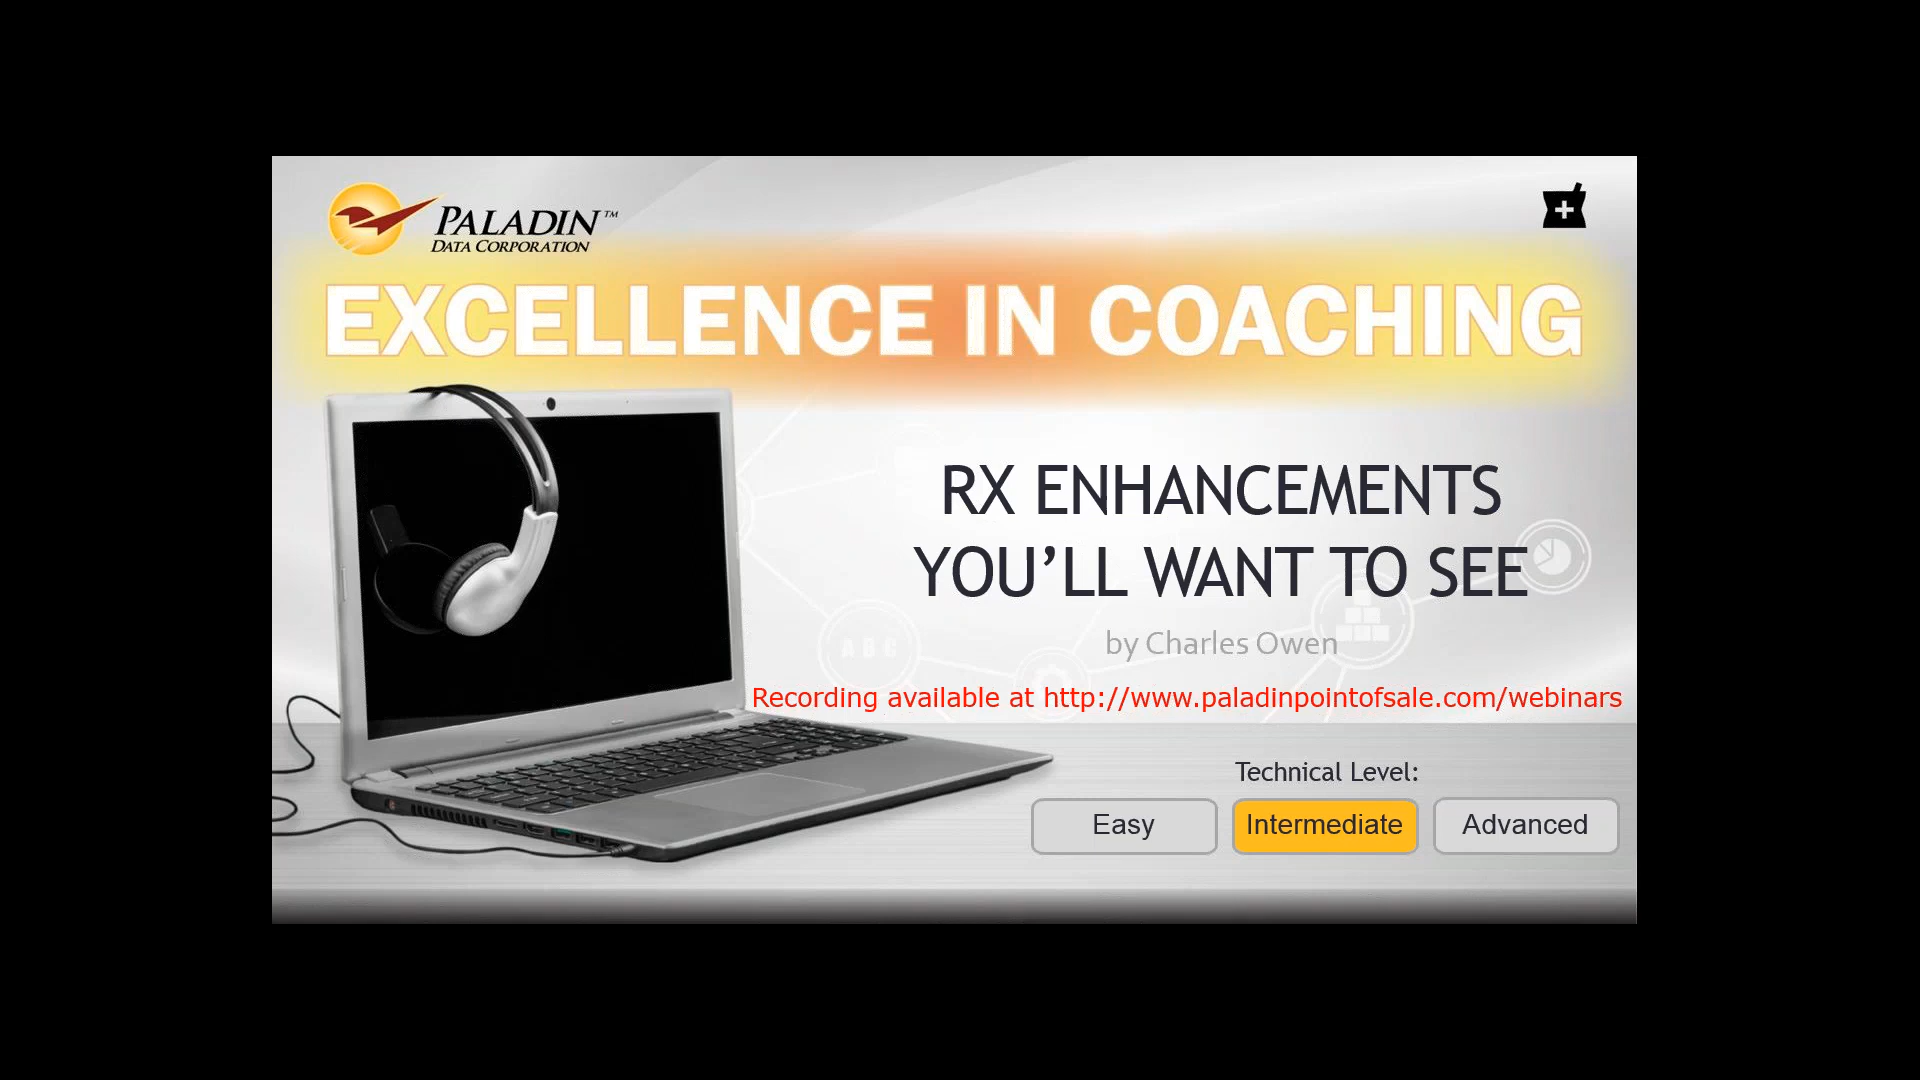 PALADIN™
DATA CORPORATION
EXCELLENCE IN COACHING
RX ENHANCEMENTS
YOU’LL WANT TO SEE
by Charles Owen
A B C
Recording available at http://www.paladinpointofsale.com/webinars
Technical Level:
Easy Intermediate Advanced